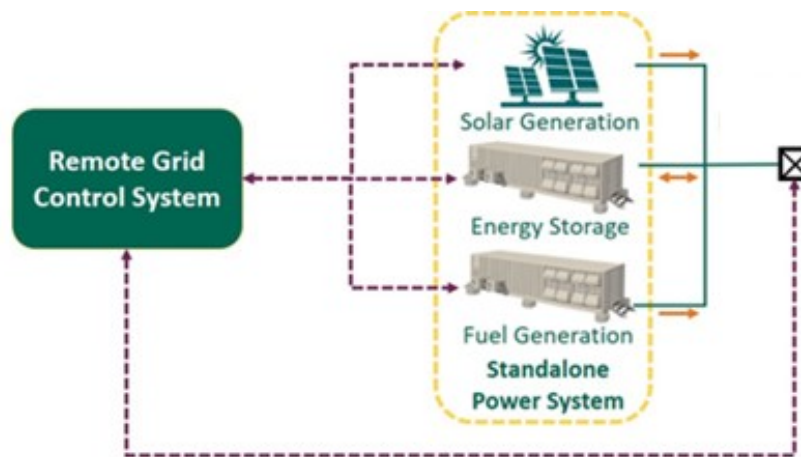 Remote Grid
Control System
Solar Generation
Energy Storage
Fuel Generation
Standalone
Power System